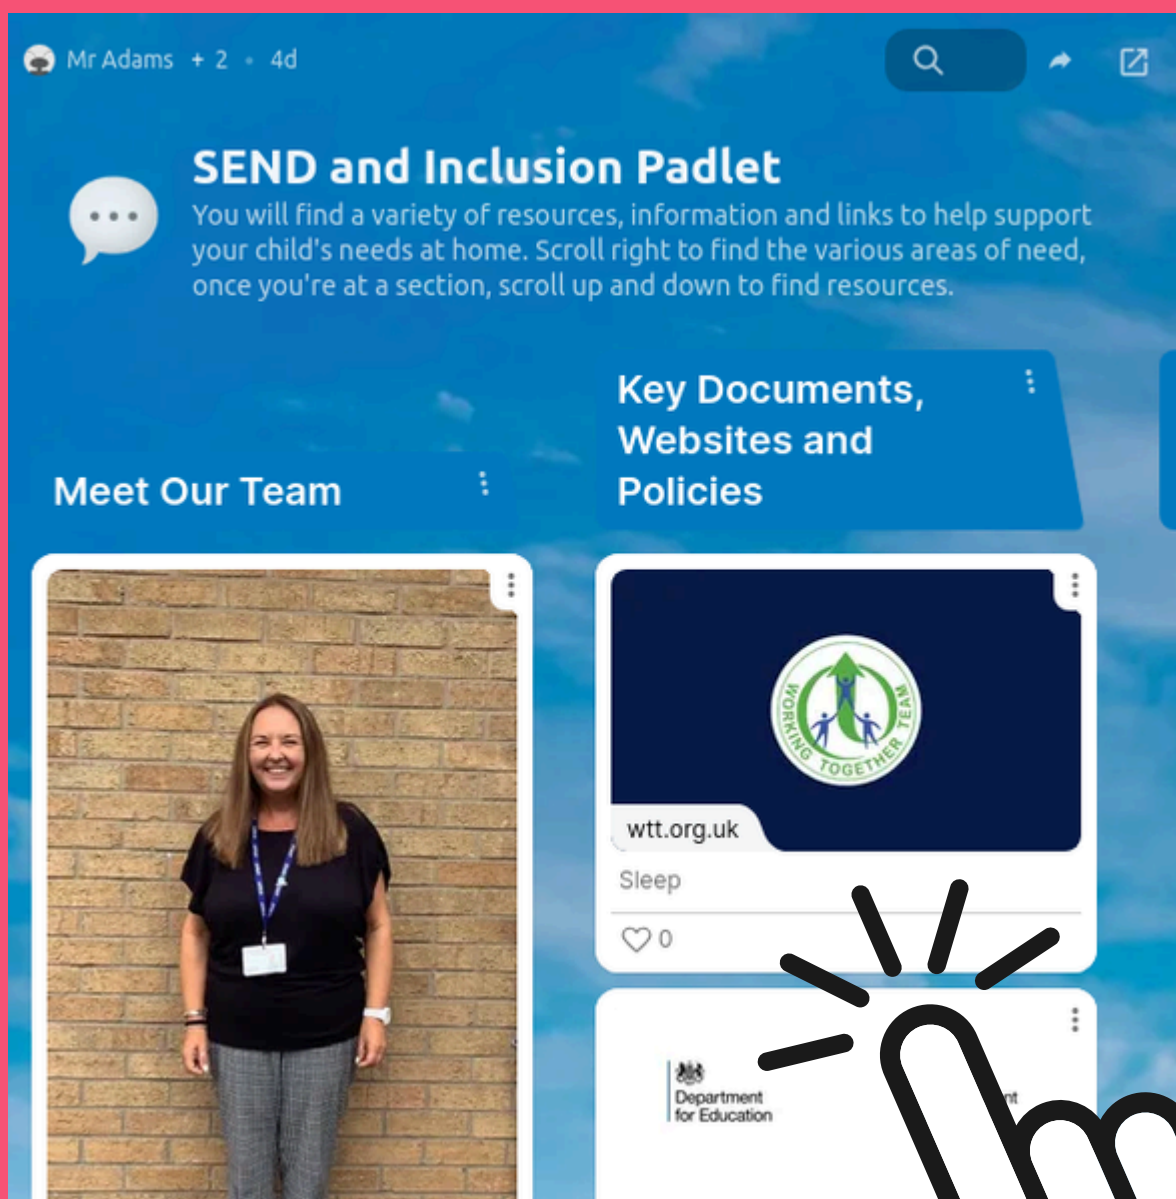 Mr Adams + 2 • 4d
SEND and Inclusion Padlet
You will find a variety of resources, information and links to help support
your child's needs at home. Scroll right to find the various areas of need,
once you're at a section, scroll up and down to find resources.
Meet Our Team
Key Documents,
Websites and
Policies
WORKING TOGETHER TEAM
wtt.org.uk
Sleep
0
Department
for Education
nt